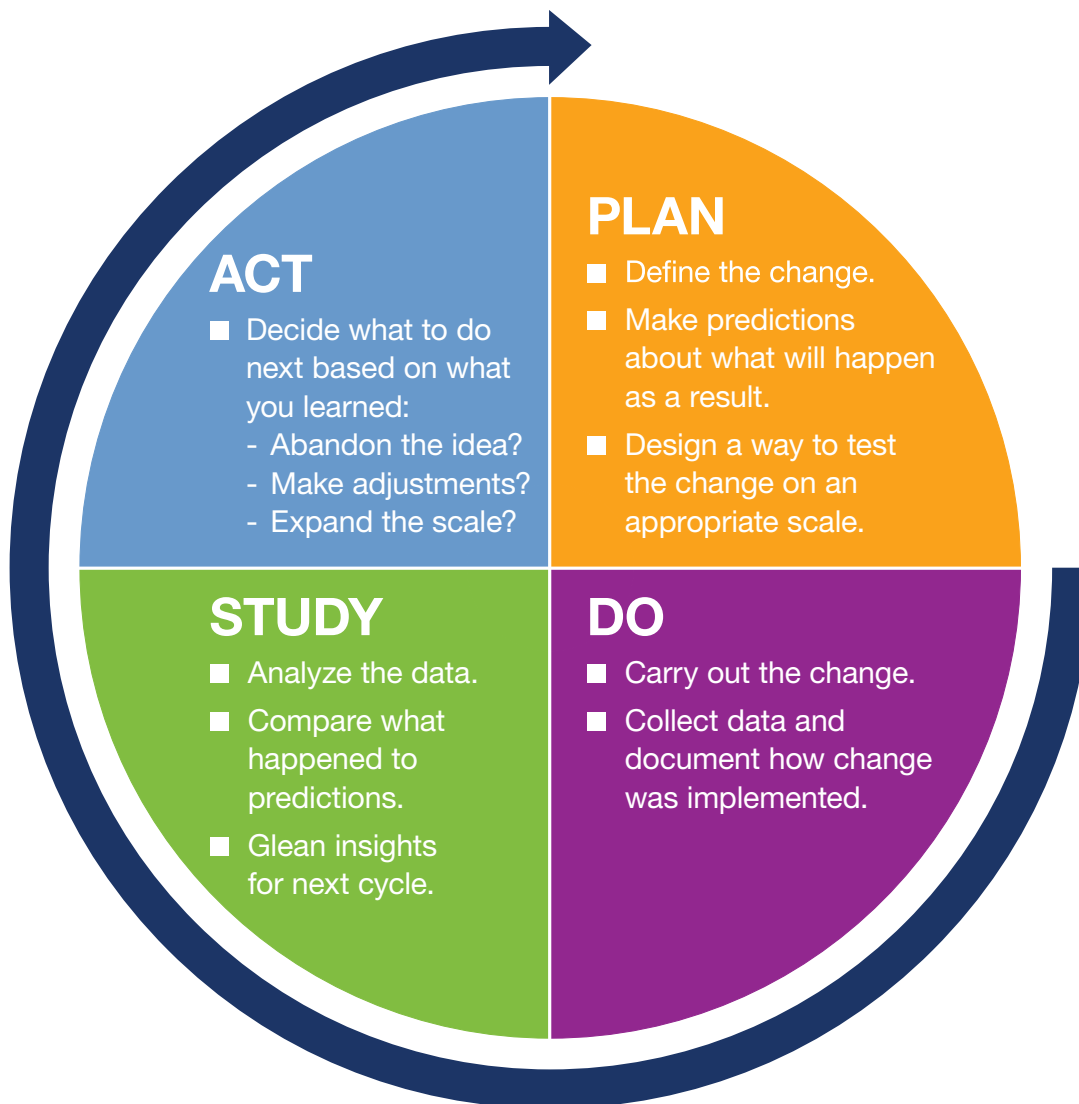 PLAN
Define the change.
Make predictions
about what will happen
as a result.
Design a way to test
the change on an
appropriate scale.
DO
Carry out the change.
Collect data and
document how change
was implemented.
STUDY
Analyze the data.
Compare what
happened to
predictions.
Glean insights
for next cycle.
ACT
Decide what to do
next based on what
you learned:
- Abandon the idea?
- Make adjustments?
- Expand the scale?